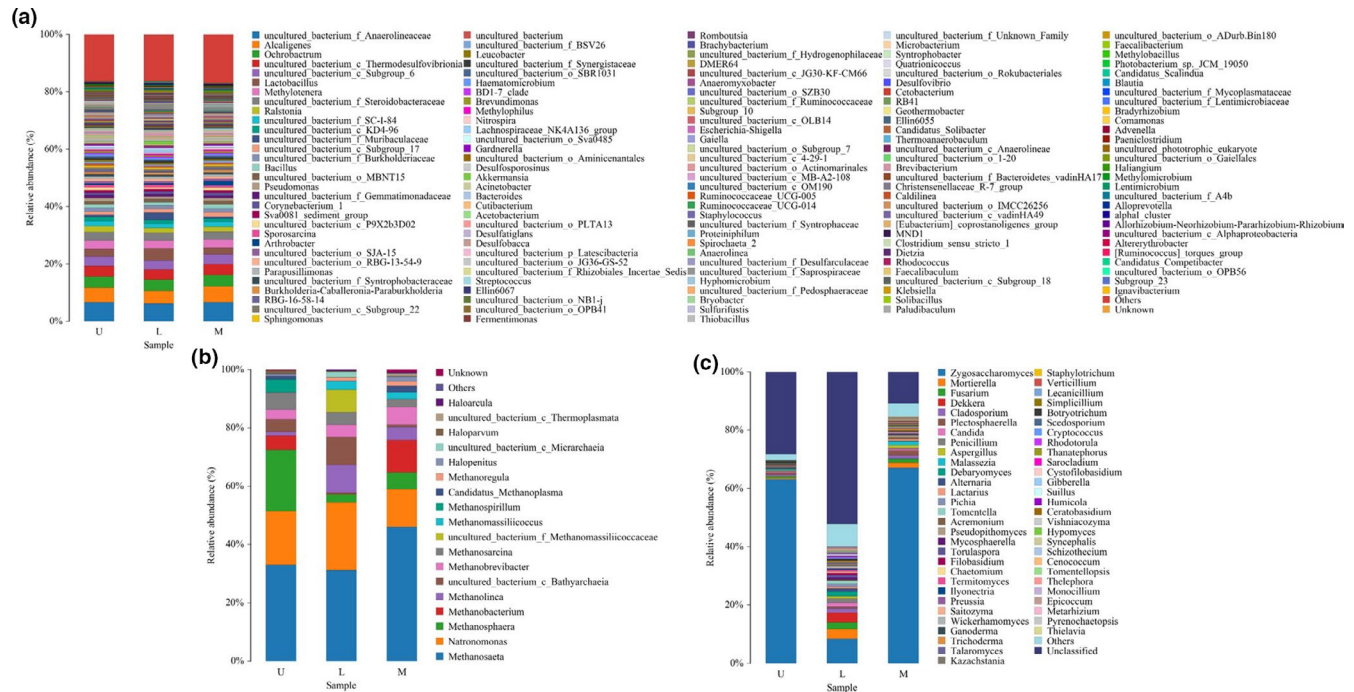 (a)
100%
80%
60%
40%
20%
0%
Relative abundance (%)
U L M
Sample
uncultured_bacterium_f_Anaerolineaceae
Alcaligenes
Ochrobactrum
uncultured_bacterium_c_Thermodesulfovibrionia
uncultured_bacterium_c_Subgroup_6
Lactobacillus
Methylotenera
uncultured_bacterium_f_Steroidobacteraceae
Ralstonia
uncultured_bacterium_f_SC-I-84
uncultured_bacterium_c_KD4-96
uncultured_bacterium_f_Muribaculaceae
uncultured_bacterium_c_Subgroup_17
uncultured_bacterium_f_Burkholderiaceae
Bacillus
uncultured_bacterium_o_MBNT15
Pseudomonas
uncultured_bacterium_f_Gemmatimonadaceae
Corynebacterium_1
Sva0081_sediment_group
uncultured_bacterium_c_P9X2b3D02
Sporosarcina
Arthrobacter
uncultured_bacterium_o_SJA-15
uncultured_bacterium_o_RBG-13-54-9
Parapusillimonas
uncultured_bacterium_f_Syntrophobacteraceae
Burkholderia-Caballeronia-Paraburkholderia
RBG-16-58-14
uncultured_bacterium_c_Subgroup_22
Sphingomonas
uncultured_bacterium
uncultured_bacterium_f_BSV26
Leucobacter
uncultured_bacterium_f_Synergistaceae
uncultured_bacterium_o_SBR1031
Haematomicrobium
BD1-7_clade
Brevundimonas
Methylophilus
Nitrospira
Lachnospiraceae_NK4A136_group
uncultured_bacterium_o_Sva0485
Gardnerella
uncultured_bacterium_o_Aminicenantales
Desulfosporosinus
Akkermansia
Acinetobacter
Bacteroides
Cutibacterium
Acetobacterium
uncultured_bacterium_o_PLTA13
Desulfatiglans
Desulfobacca
uncultured_bacterium_p_Latescibacteria
uncultured_bacterium_o_JG36-GS-52
uncultured_bacterium_f_Rhizobiales_Incertae_Sedis
Streptococcus
Ellin6067
uncultured_bacterium_o_NB1-j
uncultured_bacterium_o_OPB41
Fermentimonas
Romboutsia
Brachybacterium
uncultured_bacterium_f_Hydrogenophilaceae
DMER64
uncultured_bacterium_c_JG30-KF-CM66
Anaeromyxobacter
uncultured_bacterium_o_SZB30
uncultured_bacterium_f_Ruminococcaceae
Subgroup_10
uncultured_bacterium_c_OLB14
Escherichia-Shigella
Gaiella
uncultured_bacterium_o_Subgroup_7
uncultured_bacterium_c_4-29-1
uncultured_bacterium_o_Actinomarinales
uncultured_bacterium_c_MB-A2-108
uncultured_bacterium_c_OM190
Ruminococcaceae_UCG-005
Ruminococcaceae_UCG-014
Staphylococcus
uncultured_bacterium_f_Syntrophaceae
Proteiniphilum
Spirochaeta_2
Anaerolinea
uncultured_bacterium_f_Desulfarculaceae
uncultured_bacterium_f_Saprospiraceae
Hyphomicrobium
uncultured_bacterium_f_Pedosphaeraceae
Bryobacter
Sulfurifustis
Thiobacillus
uncultured_bacterium_f_Unknown_Family
Microbacterium
Syntrophobacter
Quatrionicoccus
uncultured_bacterium_o_Rokubacteriales
Desulfovibrio
Cetobacterium
RB41
Geothermobacter
Ellin6055
Candidatus_Solibacter
Thermoanaerobaculum
uncultured_bacterium_c_Anaerolineae
uncultured_bacterium_o_1-20
Brevibacterium
uncultured_bacterium_f_Bacteroidetes_vadinHA17
Christensenellaceae_R-7_group
Caldilinea
uncultured_bacterium_o_IMCC26256
uncultured_bacterium_c_vadinHA49
[Eubacterium]_coprostanoligenes_group
MND1
Clostridium_sensu_stricto_1
Dietzia
Rhodococcus
Faecalibaculum
uncultured_bacterium_c_Subgroup_18
Klebsiella
Solibacillus
Paludibaculum
uncultured_bacterium_o_ADurb.Bin180
Faecalibacterium
Methylobacillus
Photobacterium_sp._JCM_19050
Candidatus_Scalindua
Blautia
uncultured_bacterium_f_Mycoplasmataceae
uncultured_bacterium_f_Lentimicrobiaceae
Bradyrhizobium
Comamonas
Advenella
Paeniclostridium
uncultured_phototrophic_eukaryote
uncultured_bacterium_o_Gaiellales
Haliangium
Methylomicrobium
Lentimicrobium
uncultured_bacterium_f_A4b
Alloprevotella
alphaI_cluster
Allorhizobium-Neorhizobium-Pararhizobium-Rhizobium
uncultured_bacterium_c_Alphaproteobacteria
Altererythrobacter
[Ruminococcus]_torques_group
Candidatus_Competibacter
uncultured_bacterium_o_OPB56
Subgroup_23
Ignavibacterium
Others
Unknown
(b)
100%
80%
60%
40%
20%
0%
Relative abundance (%)
U L M
Sample
Unknown
Others
Haloarcula
uncultured_bacterium_c_Thermoplasmata
Haloparvum
uncultured_bacterium_c_Micrarchaeia
Halopenitus
Methanoregula
Candidatus_Methanoplasma
Methanospirillum
Methanomassiliicoccus
uncultured_bacterium_f_Methanomassiliicoccaceae
Methanosarcina
Methanobrevibacter
uncultured_bacterium_c_Bathyarchaeia
Methanolinea
Methanobacterium
Methanosphaera
Natronomonas
Methanosaeta
(c)
100%
80%
60%
40%
20%
0%
Relative abundance (%)
U L M
Sample
Zygosaccharomyces
Mortierella
Fusarium
Dekkera
Cladosporium
Plectosphaerella
Candida
Penicillium
Aspergillus
Malassezia
Debaryomyces
Alternaria
Lactarius
Pichia
Tomentella
Acremonium
Pseudopithomyces
Mycosphaerella
Torulaspora
Filobasidium
Chaetomium
Termitomyces
Ilyonectria
Preussia
Saitozyma
Wickerhamomyces
Ganoderma
Trichoderma
Talaromyces
Kazachstania
Staphylotrichum
Verticillium
Lecanicillium
Simplicillium
Botryotrichum
Scedosporium
Cryptococcus
Rhodotorula
Thanatephorus
Sarocladium
Cystofilobasidium
Gibberella
Suillus
Humicola
Ceratobasidium
Vishniacozyma
Hypomyces
Syncephalis
Schizothecium
Cenococcum
Tomentellopsis
Thelephora
Monocillium
Epicoccum
Metarhizium
Pyrenochaetopsis
Thielavia
Others
Unclassified